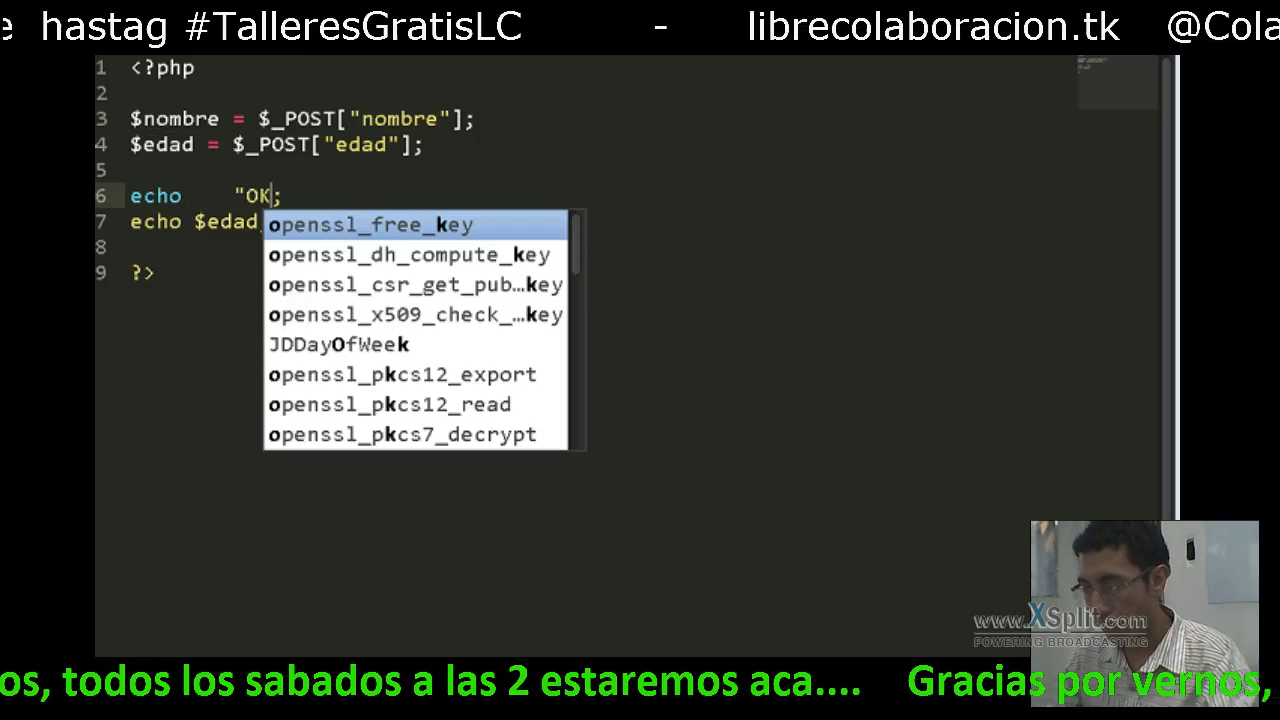 hastag #TalleresGratisLC - librecolaboracion.tk @Cola
1 <?php
2
3 $nombre = $_POST["nombre"];
4 $edad = $_POST["edad"];
5
6 echo "OK;
7 echo $edad
8
9 ?>
openssl_free_key
openssl_dh_compute_key
openssl_csr_get_pub…key
openssl_x509_check_…key
JDDayOfWeek
openssl_pkcs12_export
openssl_pkcs12_read
openssl_pkcs7_decrypt
www.XSplit.com
POWERING BROADCASTING
os, todos los sabados a las 2 estaremos aca.... Gracias por vernos,